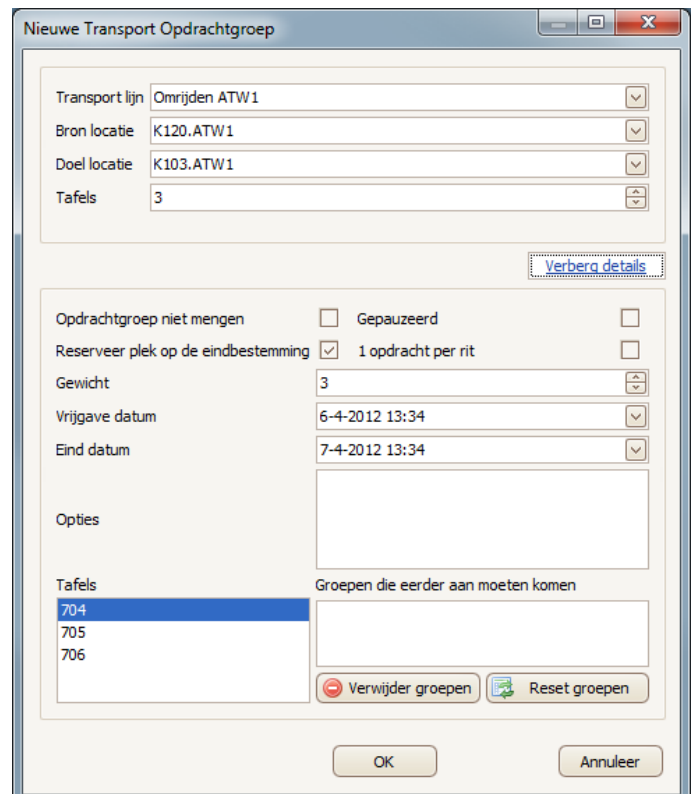 Nieuwe Transport Opdrachtgroep
Transport lijn Omrijden ATW1
Bron locatie K120.ATW1
Doel locatie K103.ATW1
Tafels 3
Verberg details
Opdrachtgroep niet mengen Gepauzeerd
Reserveer plek op de eindbestemming 1 opdracht per rit
Gewicht 3
Vrijgave datum 6-4-2012 13:34
Eind datum 7-4-2012 13:34
Opties
Tafels Groepen die eerder aan moeten komen
704
705
706
Verwijder groepen Reset groepen
OK Annuleer